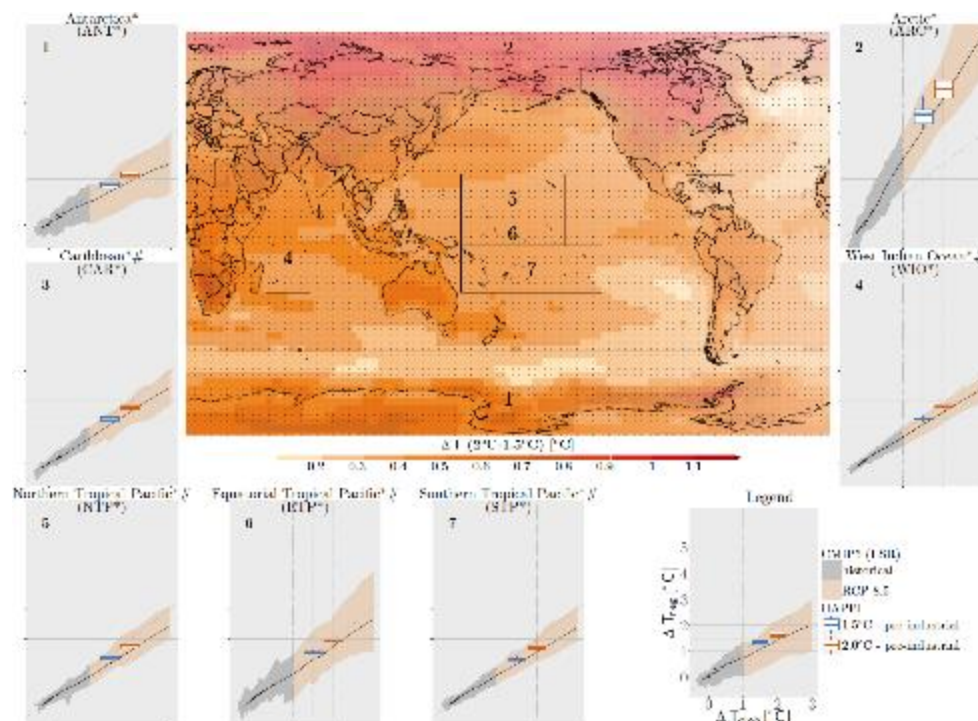 Antarctica*
(ANT*)
1
Arctic*
(ARC*)
2
2
5
6
7
4
Caribbean*#
(CAR*)
3
West Indian Ocean*
(WIO*)
4
1
Δ T (2°C-1.5°C) [°C]
0.2 0.3 0.4 0.5 0.6 0.7 0.8 0.9 1 1.1
Northern Tropical Pacific*#
(NTP*)
5
Equatorial Tropical Pacific*#
(ETP*)
6
Southern Tropical Pacific*#
(STP*)
7
Legend
5
4
3
2
1
0
Δ Treg [°C]
0 1 2 3
CMIP5 (ESR)
historical
RCP 8.5
HAPPI
1.5°C - pre-industrial
2.0°C - pre-industrial